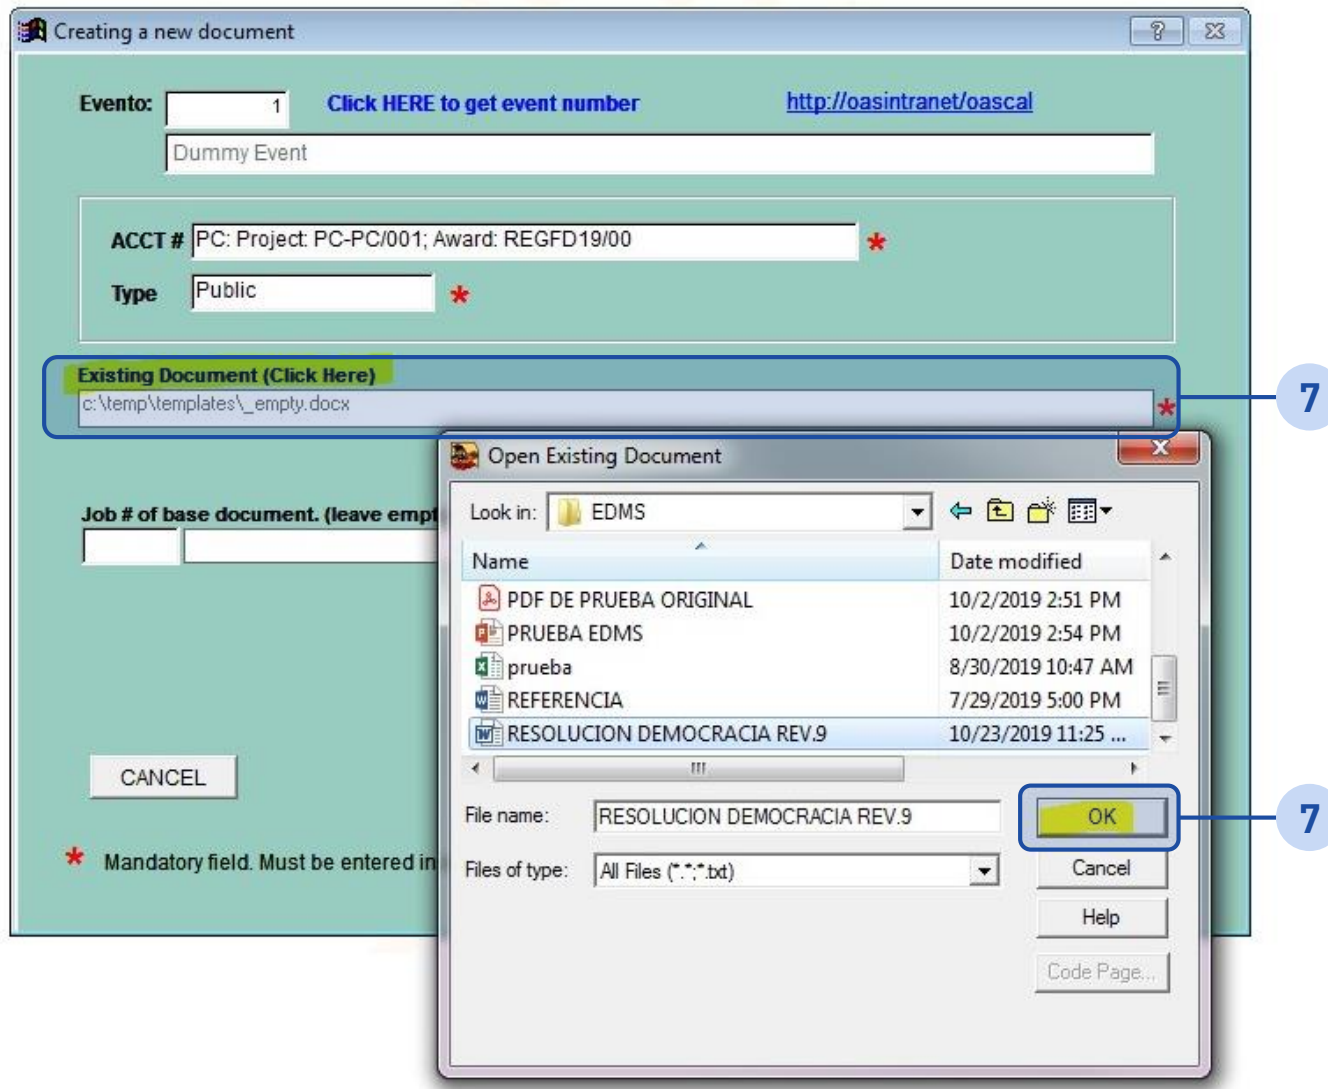 Creating a new document
Evento: 1 Click HERE to get event number http://oasintranet/oascal
Dummy Event
ACCT # PC: Project: PC-PC/001; Award: REGFD19/00 *
Type Public *
Existing Document (Click Here)
c:\temp\templates\_empty.docx *
7
Job # of base document. (leave empt
CANCEL
* Mandatory field. Must be entered in
Open Existing Document
Look in: EDMS
Name Date modified
PDF DE PRUEBA ORIGINAL 10/2/2019 2:51 PM
PRUEBA EDMS 10/2/2019 2:54 PM
prueba 8/30/2019 10:47 AM
REFERENCIA 7/29/2019 5:00 PM
RESOLUCION DEMOCRACIA REV.9 10/23/2019 11:25 ...
File name: RESOLUCION DEMOCRACIA REV.9 OK
7
Files of type: All Files (*.*;*.txt) Cancel
Help
Code Page...